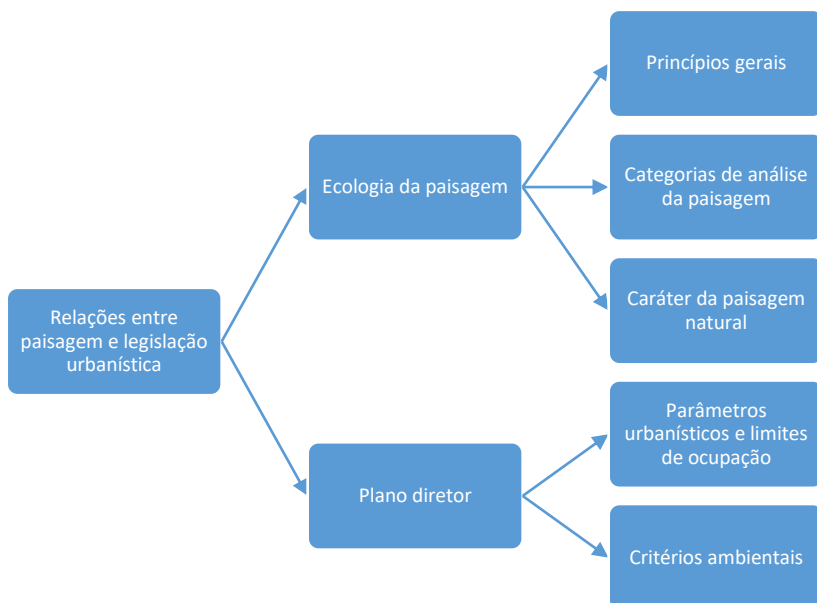 Princípios gerais
Ecologia da paisagem
Categorias de análise
da paisagem
Caráter da paisagem
natural
Relações entre
paisagem e legislação
urbanística
Parâmetros
urbanísticos e limites
de ocupação
Plano diretor
Critérios ambientais